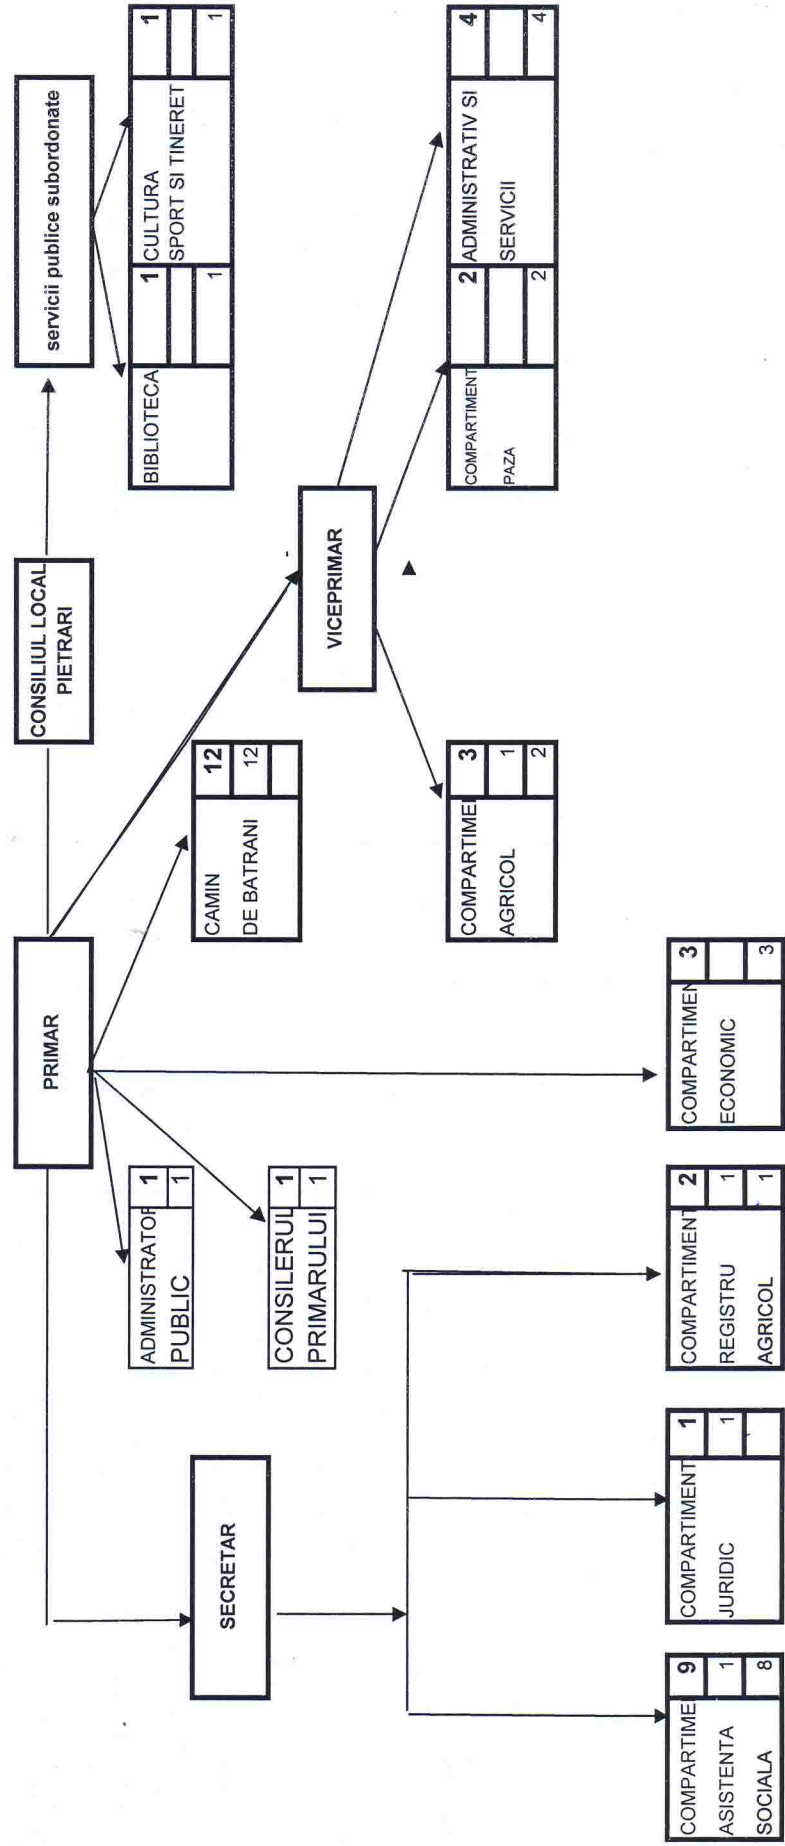 PRIMAR
CONSILIUL LOCAL
PIETRARI
servicii publice subordonate
ADMINISTRATOR 1
PUBLIC 1
CONSILERUL 1
PRIMARULUI 1
SECRETAR
CAMIN 12
DE BATRANI 12
VICEPRIMAR
BIBLIOTECA 1
1
CULTURA 1
SPORT SI TINERET
1
COMPARTIMEI 3
AGRICOL 1
2
COMPARTIMENT 2
PAZA
2
ADMINISTRATIV SI 4
SERVICII
4
COMPARTIMEI 9
ASISTENTA 1
SOCIALA 8
COMPARTIMENT 1
JURIDIC 1
COMPARTIMENT 2
REGISTRU 1
AGRICOL 1
COMPARTIMEN 3
ECONOMIC
3